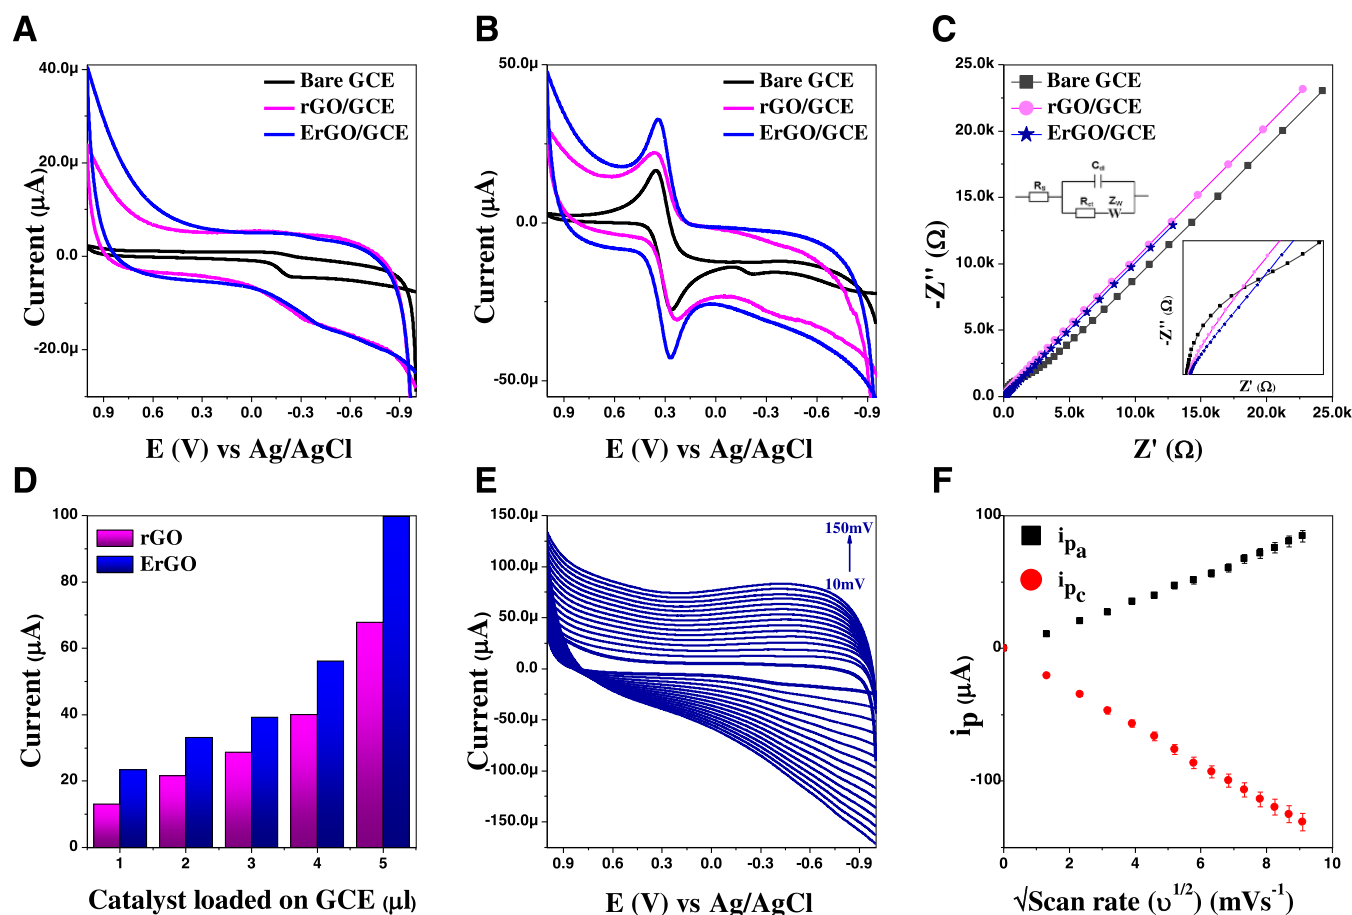 A
40.0µ
20.0µ
0.0
-20.0µ
Current (µA)
Bare GCE
rGO/GCE
ErGO/GCE
0.9 0.6 0.3 0.0 -0.3 -0.6 -0.9
E (V) vs Ag/AgCl
B
50.0µ
0.0
-50.0µ
Current (µA)
Bare GCE
rGO/GCE
ErGO/GCE
0.9 0.6 0.3 0.0 -0.3 -0.6 -0.9
E (V) vs Ag/AgCl
C
25.0k
20.0k
15.0k
10.0k
5.0k
0.0
-Z'' (Ω)
Bare GCE
rGO/GCE
ErGO/GCE
Rs
Cdl
Rct
Zw
W
-Z'' (Ω)
Z' (Ω)
0.0 5.0k 10.0k 15.0k 20.0k 25.0k
Z' (Ω)
D
100
80
60
40
20
0
Current (µA)
rGO
ErGO
1 2 3 4 5
Catalyst loaded on GCE (µl)
E
150.0µ
100.0µ
50.0µ
0.0
-50.0µ
-100.0µ
-150.0µ
Current (µA)
150mV
10mV
0.9 0.6 0.3 0.0 -0.3 -0.6 -0.9
E (V) vs Ag/AgCl
F
100
0
-100
ip (µA)
ipa
ipc
0 2 4 6 8 10
√Scan rate (υ1/2) (mVs-1)